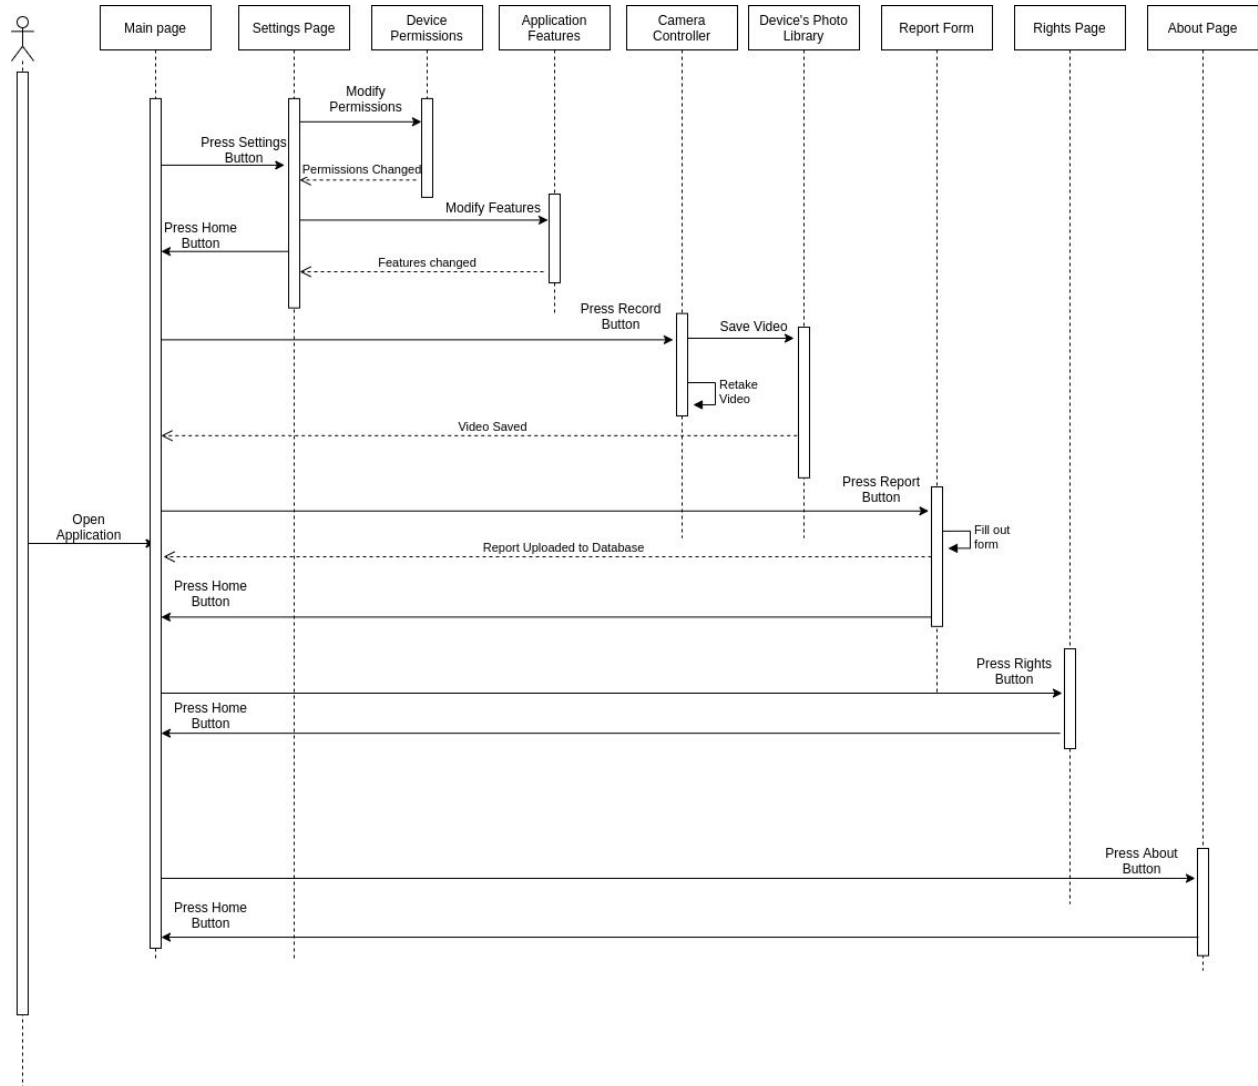 Main page
Settings Page
Device
Permissions
Application
Features
Camera
Controller
Device's Photo
Library
Report Form
Rights Page
About Page
Modify
Permissions
Press Settings
Button
Permissions Changed
Modify Features
Press Home
Button
Features changed
Press Record
Button
Save Video
Retake
Video
Video Saved
Press Report
Button
Open
Application
Fill out
form
Report Uploaded to Database
Press Home
Button
Press Rights
Button
Press Home
Button
Press About
Button
Press Home
Button